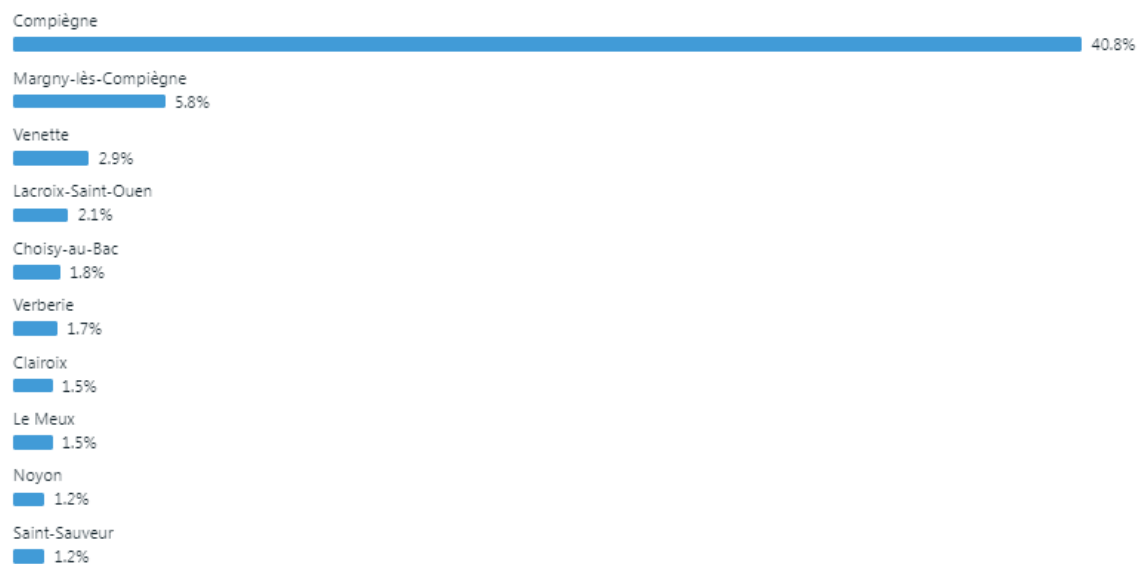 Compiègne
40.8%
Margny-lès-Compiègne
5.8%
Venette
2.9%
Lacroix-Saint-Ouen
2.1%
Choisy-au-Bac
1.8%
Verberie
1.7%
Clairoix
1.5%
Le Meux
1.5%
Noyon
1.2%
Saint-Sauveur
1.2%